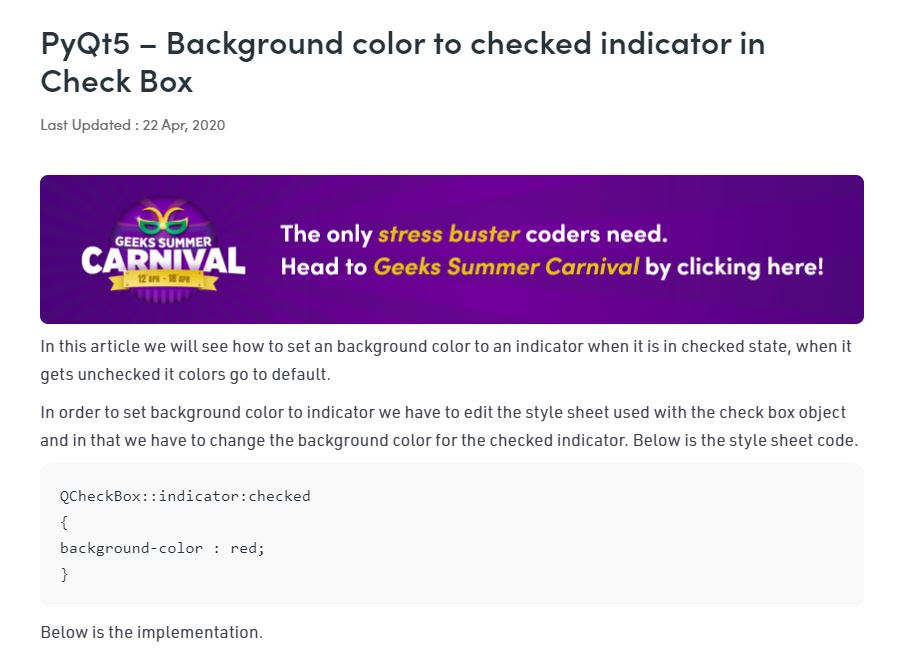 PyQt5 – Background color to checked indicator in
Check Box
Last Updated : 22 Apr, 2020
GEEKS SUMMER
CARNIVAL
12 APR - 18 APR
The only stress buster coders need.
Head to Geeks Summer Carnival by clicking here!
In this article we will see how to set an background color to an indicator when it is in checked state, when it
gets unchecked it colors go to default.
In order to set background color to indicator we have to edit the style sheet used with the check box object
and in that we have to change the background color for the checked indicator. Below is the style sheet code.
QCheckBox::indicator:checked
{
background-color : red;
}
Below is the implementation.